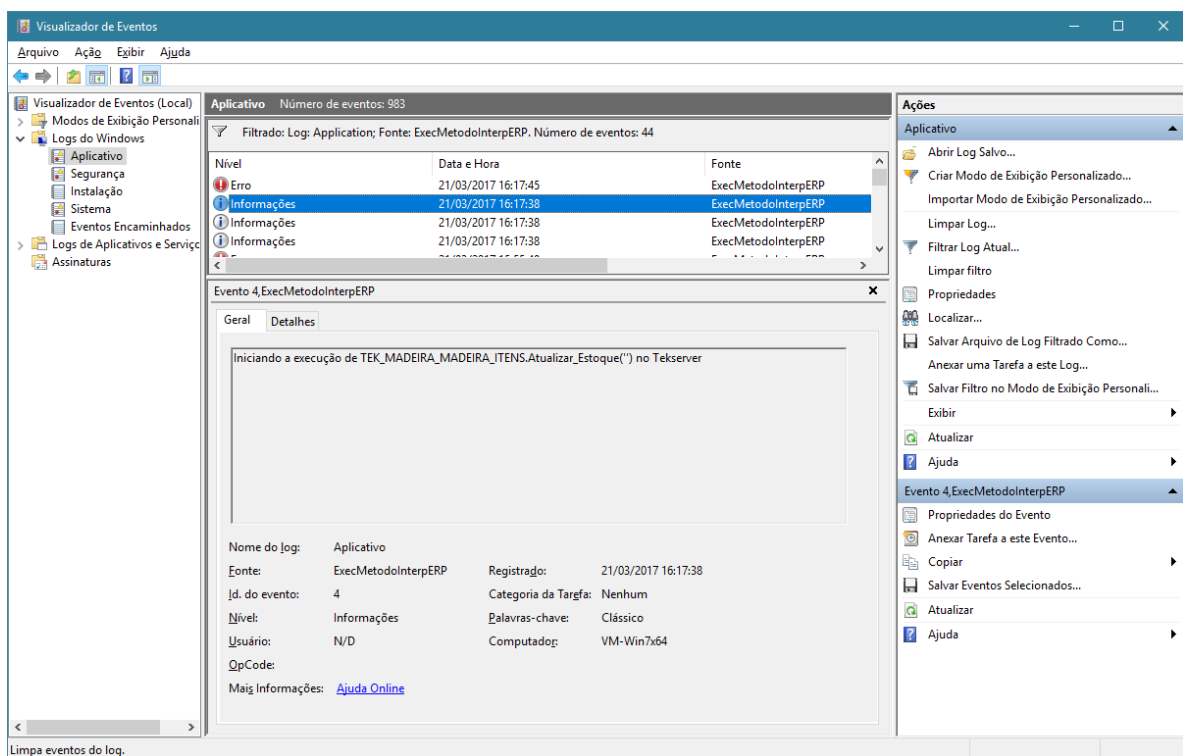 Visualizador de Eventos
Arquivo Ação Exibir Ajuda
Visualizador de Eventos (Local)
Modos de Exibição Personali
Logs do Windows
Aplicativo
Segurança
Instalação
Sistema
Eventos Encaminhados
Logs de Aplicativos e Serviço
Assinaturas
Aplicativo Número de eventos: 983
Filtrado: Log: Application; Fonte: ExecMetodoInterpERP. Número de eventos: 44
Nível Data e Hora Fonte
Erro 21/03/2017 16:17:45 ExecMetodoInterpERP
Informações 21/03/2017 16:17:38 ExecMetodoInterpERP
Informações 21/03/2017 16:17:38 ExecMetodoInterpERP
Informações 21/03/2017 16:17:38 ExecMetodoInterpERP
Evento 4,ExecMetodoInterpERP
Geral Detalhes
Iniciando a execução de TEK_MADEIRA_MADEIRA_ITENS.Atualizar_Estoque('') no Tekserver
Nome do log: Aplicativo
Fonte: ExecMetodoInterpERP Registrado: 21/03/2017 16:17:38
Id. do evento: 4 Categoria da Tarefa: Nenhum
Nível: Informações Palavras-chave: Clássico
Usuário: N/D Computador: VM-Win7x64
OpCode:
Mais Informações: Ajuda Online
Ações
Aplicativo
Abrir Log Salvo...
Criar Modo de Exibição Personalizado...
Importar Modo de Exibição Personalizado...
Limpar Log...
Filtrar Log Atual...
Limpar filtro
Propriedades
Localizar...
Salvar Arquivo de Log Filtrado Como...
Anexar uma Tarefa a este Log...
Salvar Filtro no Modo de Exibição Personali...
Exibir
Atualizar
Ajuda
Evento 4,ExecMetodoInterpERP
Propriedades do Evento
Anexar Tarefa a este Evento...
Copiar
Salvar Eventos Selecionados...
Atualizar
Ajuda
Limpa eventos do log.